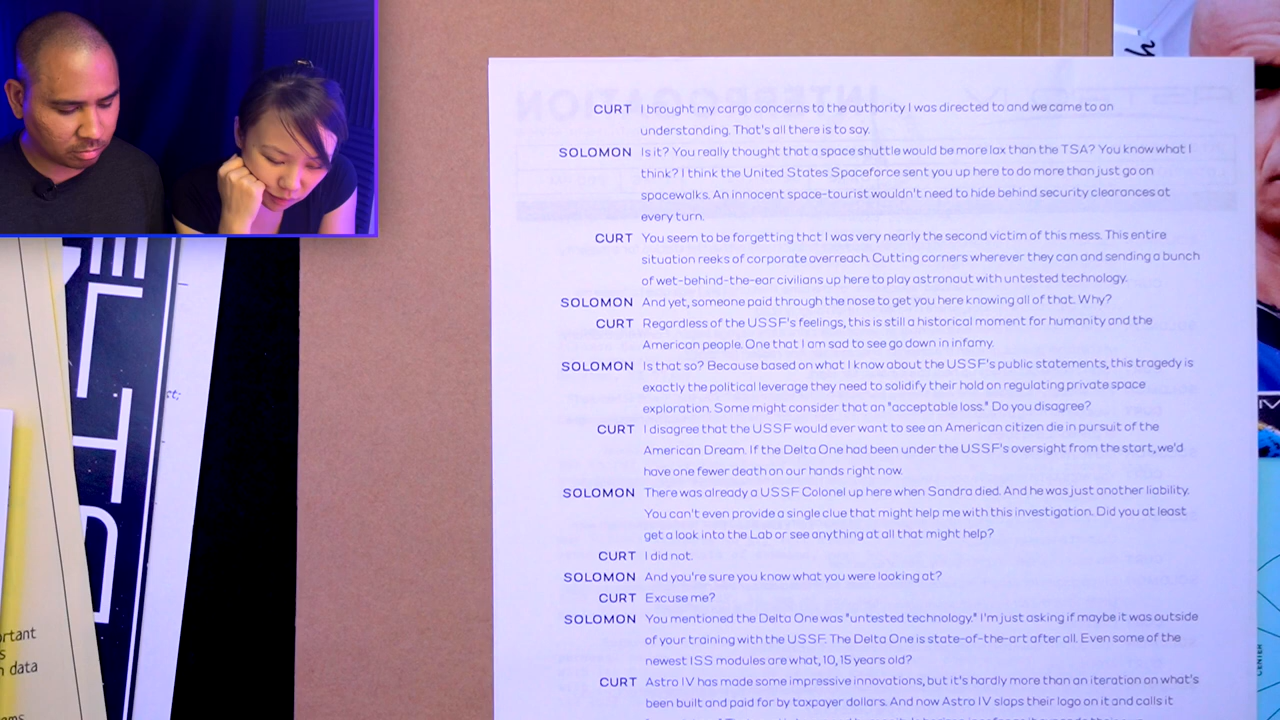 CURT I brought my cargo concerns to the authority I was directed to and we came to an
understanding. That's all there is to say.
SOLOMON Is it? You really thought that a space shuttle would be more lax than the TSA? You know what I
think? I think the United States Spaceforce sent you up here to do more than just go on
spacewalks. An innocent space-tourist wouldn't need to hide behind security clearances at
every turn.
CURT You seem to be forgetting that I was very nearly the second victim of this mess. This entire
situation reeks of corporate overreach. Cutting corners wherever they can and sending a bunch
of wet-behind-the-ear civilians up here to play astronaut with untested technology.
SOLOMON And yet, someone paid through the nose to get you here knowing all of that. Why?
CURT Regardless of the USSF's feelings, this is still a historical moment for humanity and the
American people. One that I am sad to see go down in infamy.
SOLOMON Is that so? Because based on what I know about the USSF's public statements, this tragedy is
exactly the political leverage they need to solidify their hold on regulating private space
exploration. Some might consider that an "acceptable loss." Do you disagree?
CURT I disagree that the USSF would ever want to see an American citizen die in pursuit of the
American Dream. If the Delta One had been under the USSF's oversight from the start, we'd
have one fewer death on our hands right now.
SOLOMON There was already a USSF Colonel up here when Sandra died. And he was just another liability.
You can't even provide a single clue that might help me with this investigation. Did you at least
get a look into the Lab or see anything at all that might help?
CURT I did not.
SOLOMON And you're sure you know what you were looking at?
CURT Excuse me?
SOLOMON You mentioned the Delta One was "untested technology." I'm just asking if maybe it was outside
of your training with the USSF. The Delta One is state-of-the-art after all. Even some of the
newest ISS modules are what, 10, 15 years old?
CURT Astro IV has made some impressive innovations, but it's hardly more than an iteration on what's
been built and paid for by taxpayer dollars. And now Astro IV slaps their logo on it and calls it
rtant
s
n data
CENTER